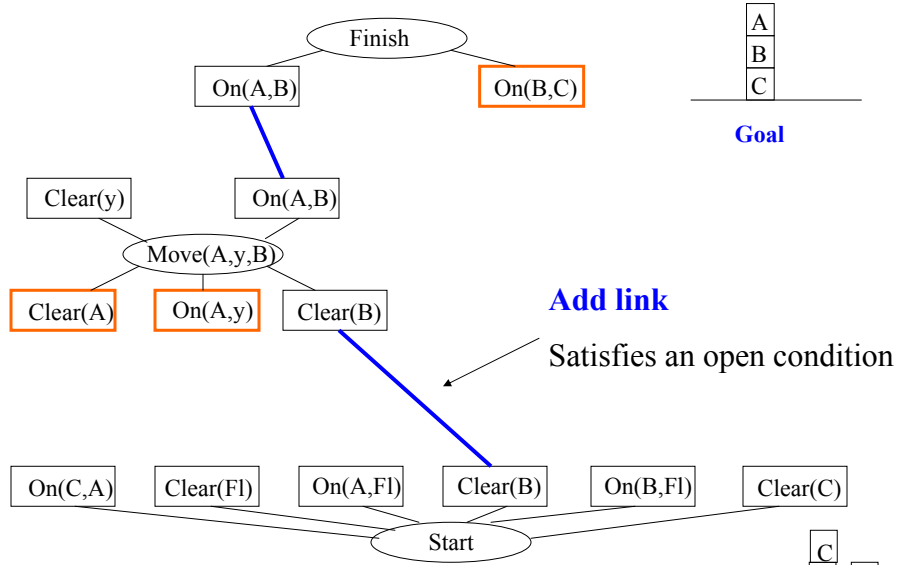 Finish
A
B
C
On(A,B)
On(B,C)
Goal
Clear(y)
On(A,B)
Move(A,y,B)
Clear(A)
On(A,y)
Clear(B)
Add link
Satisfies an open condition
On(C,A)
Clear(Fl)
On(A,Fl)
Clear(B)
On(B,Fl)
Clear(C)
Start
C